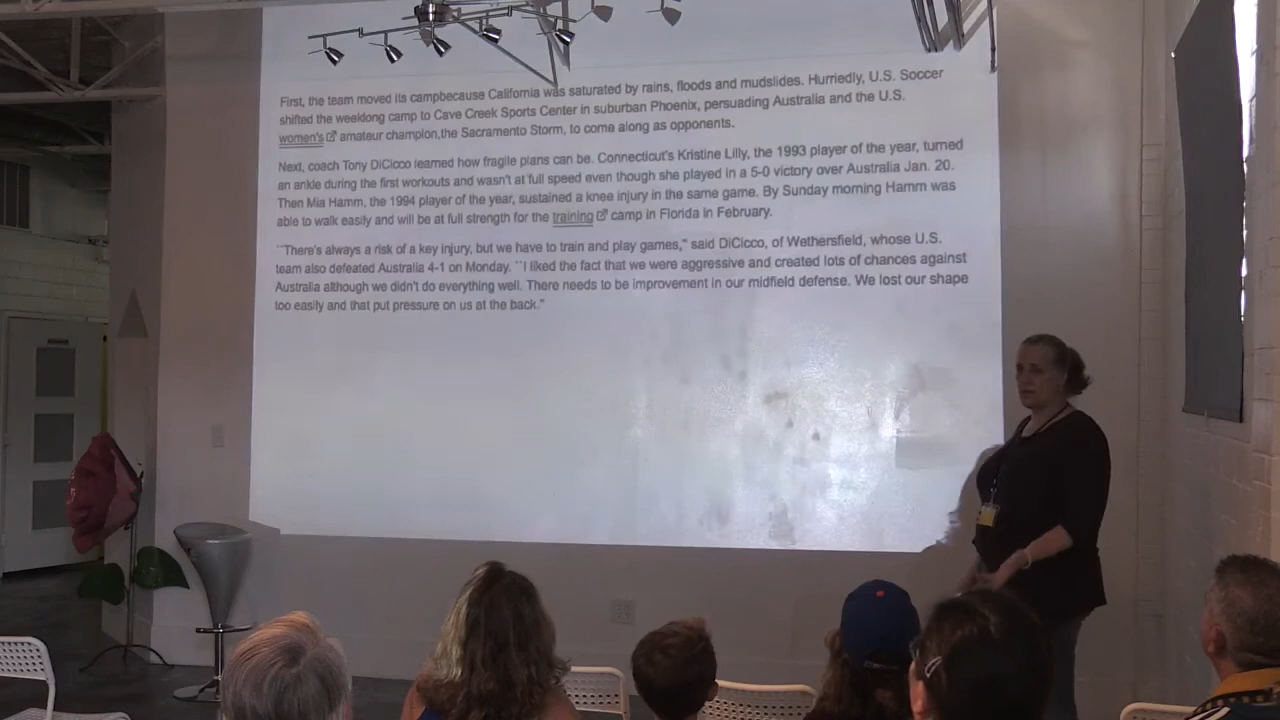 First, the team moved its campbecause California was saturated by rains, floods and mudslides. Hurriedly, U.S. Soccer
shifted the weeklong camp to Cave Creek Sports Center in suburban Phoenix, persuading Australia and the U.S.
women's amateur champion,the Sacramento Storm, to come along as opponents.
Next, coach Tony DiCicco learned how fragile plans can be. Connecticut's Kristine Lilly, the 1993 player of the year, turned
an ankle during the first workouts and wasn't at full speed even though she played in a 5-0 victory over Australia Jan. 20.
Then Mia Hamm, the 1994 player of the year, sustained a knee injury in the same game. By Sunday morning Hamm was
able to walk easily and will be at full strength for the training camp in Florida in February.
``There's always a risk of a key injury, but we have to train and play games,'' said DiCicco, of Wethersfield, whose U.S.
team also defeated Australia 4-1 on Monday. ``I liked the fact that we were aggressive and created lots of chances against
Australia although we didn't do everything well. There needs to be improvement in our midfield defense. We lost our shape
too easily and that put pressure on us at the back.''